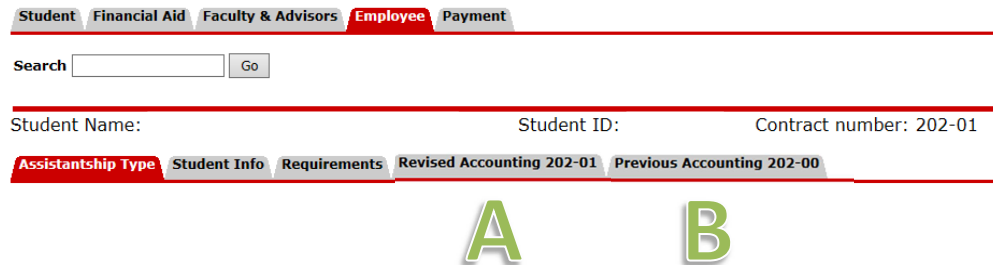 Student Financial Aid Faculty & Advisors Employee Payment
Search Go
Student Name: Student ID: Contract number: 202-01
Assistantship Type Student Info Requirements Revised Accounting 202-01 Previous Accounting 202-00
A B